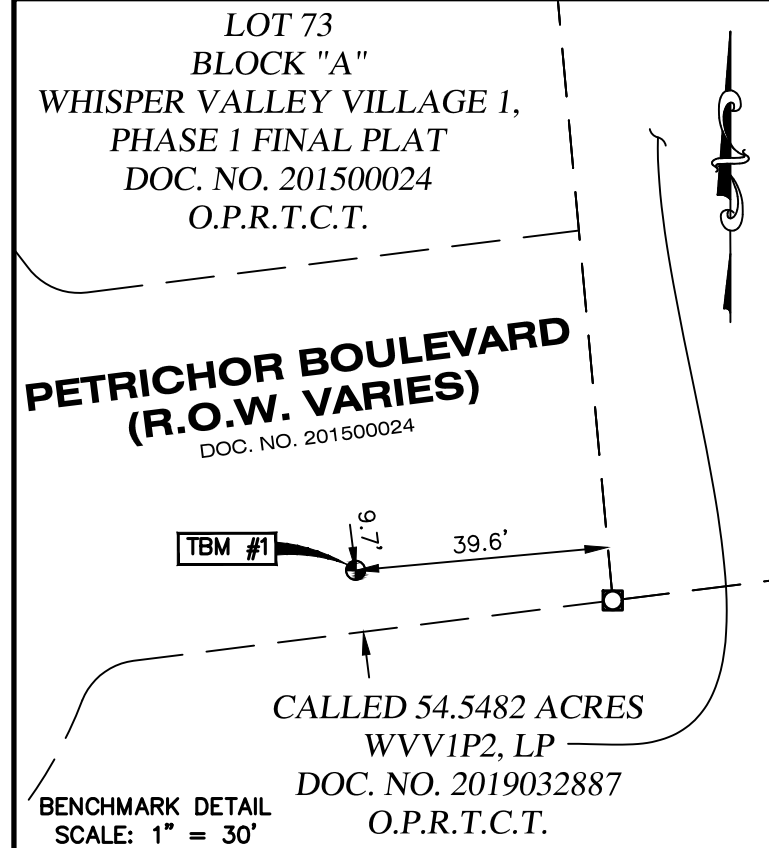 LOT 73
BLOCK "A"
WHISPER VALLEY VILLAGE 1,
PHASE 1 FINAL PLAT
DOC. NO. 201500024
O.P.R.T.C.T.
PETRICHOR BOULEVARD
(R.O.W. VARIES)
DOC. NO. 201500024
TBM #1
9.7'
39.6'
CALLED 54.5482 ACRES
WVV1P2, LP
DOC. NO. 2019032887
O.P.R.T.C.T.
BENCHMARK DETAIL
SCALE: 1" = 30'